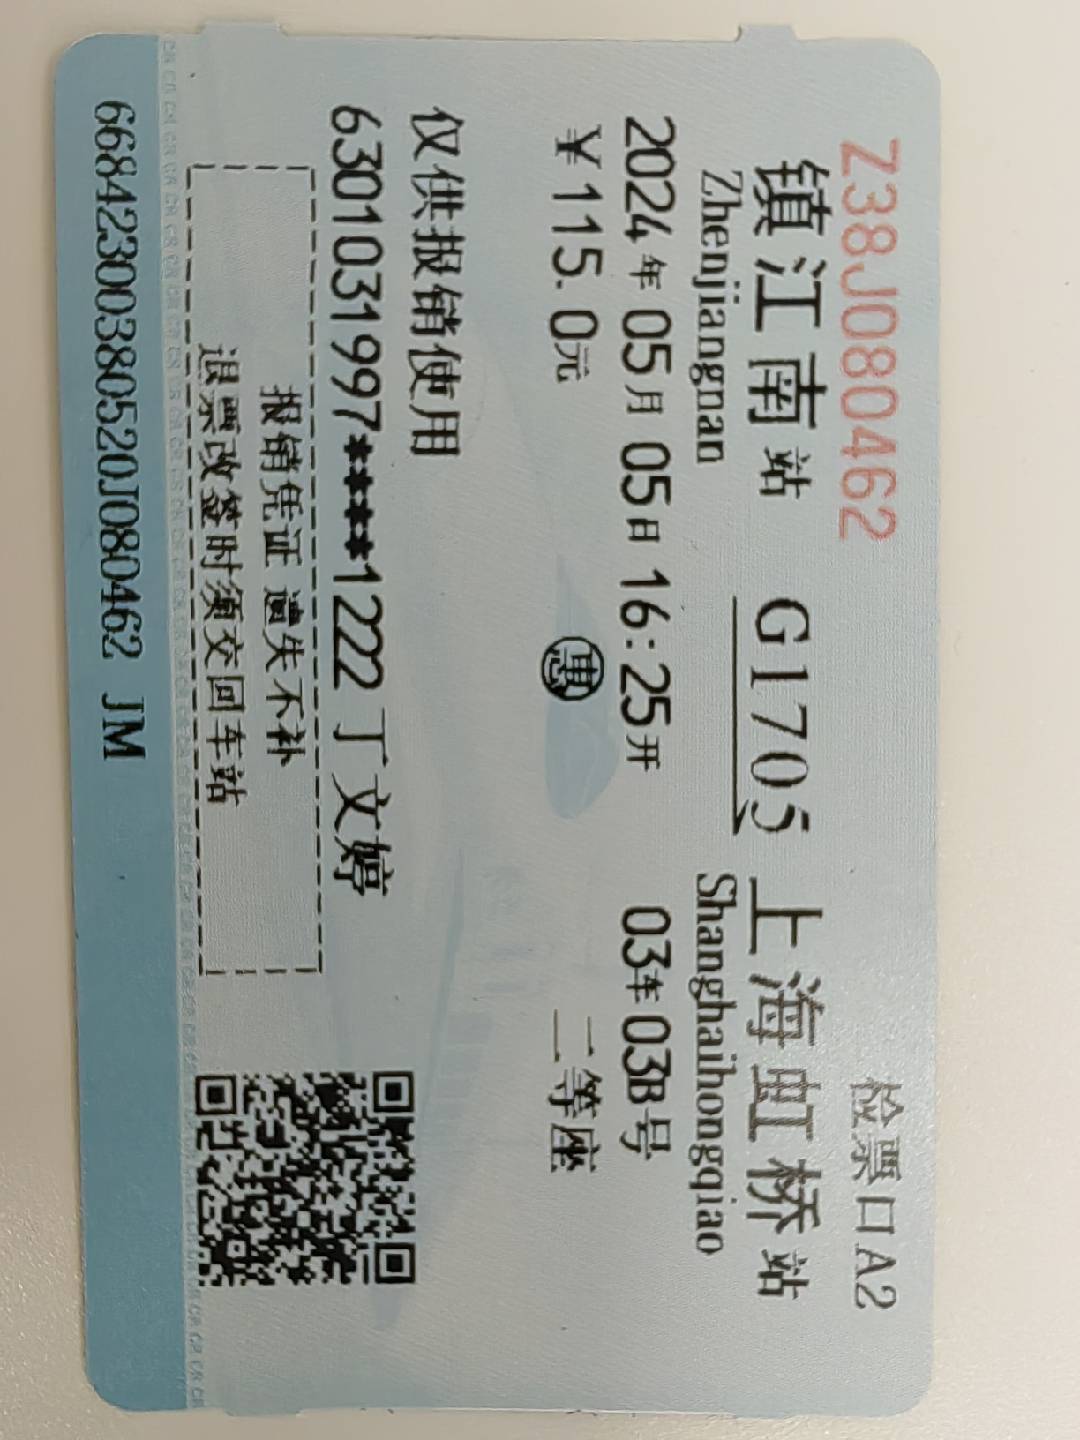 Z38J080462 检票口A2
镇江南站 G1705 上海虹桥站
Zhenjiangnan Shanghaihongqiao
2024年05月05日16:25开 03车03B号
￥115.0元 惠 二等座
仅供报销使用
6301031997****1222丁文婷
报销凭证 遗失不补
退票改签时须交回车站
66842300380520J080462 JM